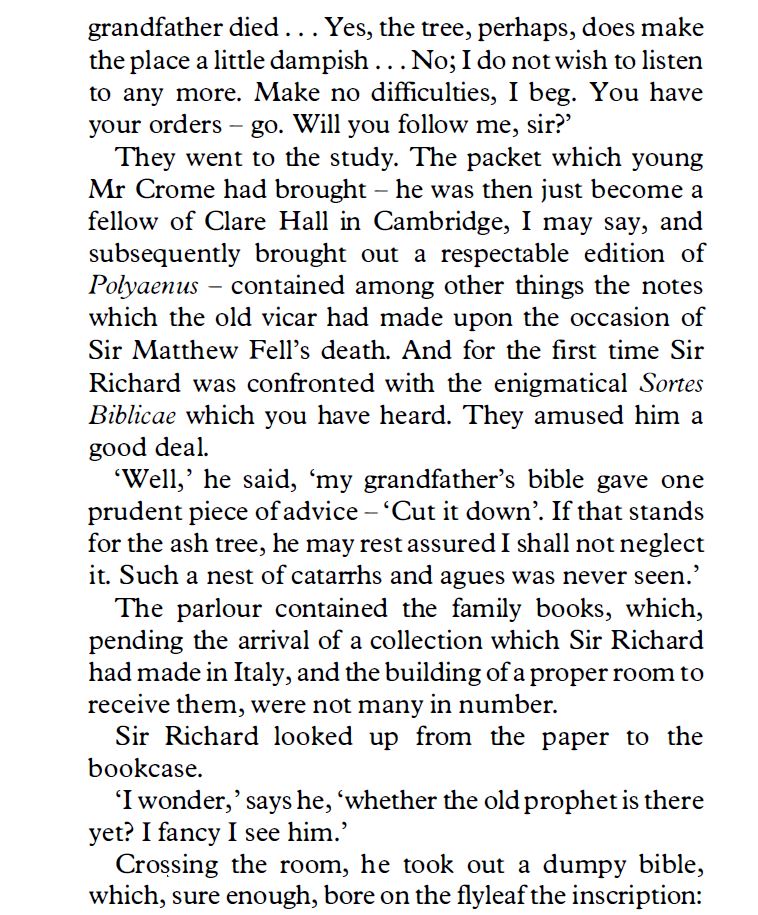 grandfather died . . . Yes, the tree, perhaps, does make
the place a little dampish . . . No; I do not wish to listen
to any more. Make no difficulties, I beg. You have
your orders – go. Will you follow me, sir?’
They went to the study. The packet which young
Mr Crome had brought – he was then just become a
fellow of Clare Hall in Cambridge, I may say, and
subsequently brought out a respectable edition of
Polyaenus – contained among other things the notes
which the old vicar had made upon the occasion of
Sir Matthew Fell’s death. And for the first time Sir
Richard was confronted with the enigmatical Sortes
Biblicae which you have heard. They amused him a
good deal.
‘Well,’ he said, ‘my grandfather’s bible gave one
prudent piece of advice – ‘Cut it down’. If that stands
for the ash tree, he may rest assured I shall not neglect
it. Such a nest of catarrhs and agues was never seen.’
The parlour contained the family books, which,
pending the arrival of a collection which Sir Richard
had made in Italy, and the building of a proper room to
receive them, were not many in number.
Sir Richard looked up from the paper to the
bookcase.
‘I wonder,’ says he, ‘whether the old prophet is there
yet? I fancy I see him.’
Crossing the room, he took out a dumpy bible,
which, sure enough, bore on the flyleaf the inscription: